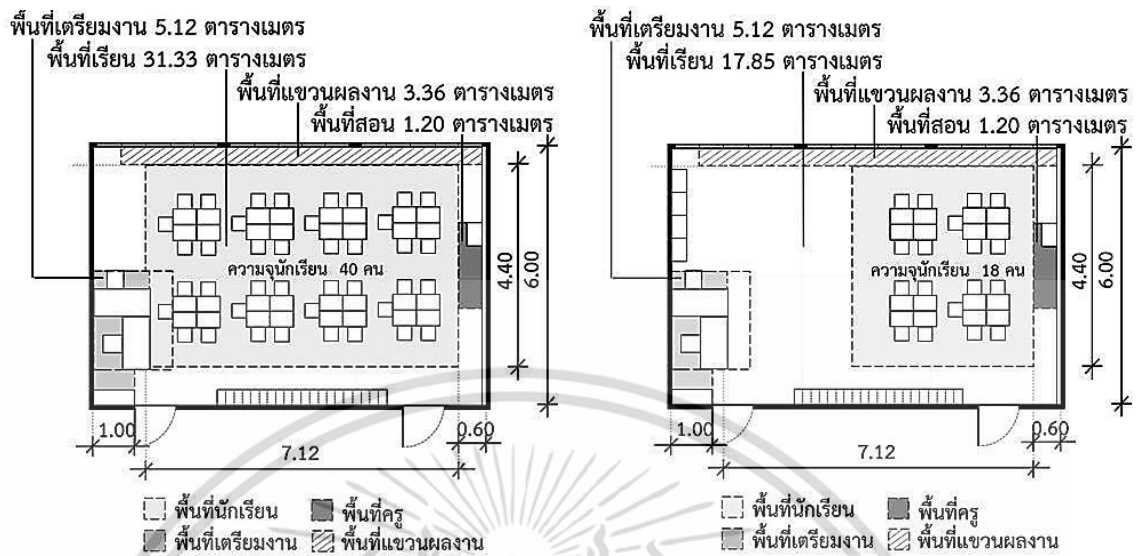 พื้นที่เตรียมงาน 5.12 ตารางเมตร
พื้นที่เรียน 31.33 ตารางเมตร
พื้นที่แขวนผลงาน 3.36 ตารางเมตร
พื้นที่สอน 1.20 ตารางเมตร
ความจุนักเรียน 40 คน
4.40
6.00
1.00
7.12
0.60
พื้นที่นักเรียน
พื้นที่ครู
พื้นที่เตรียมงาน
พื้นที่แขวนผลงาน
พื้นที่เตรียมงาน 5.12 ตารางเมตร
พื้นที่เรียน 17.85 ตารางเมตร
พื้นที่แขวนผลงาน 3.36 ตารางเมตร
พื้นที่สอน 1.20 ตารางเมตร
ความจุนักเรียน 18 คน
4.40
6.00
1.00
7.12
0.60
พื้นที่นักเรียน
พื้นที่ครู
พื้นที่เตรียมงาน
พื้นที่แขวนผลงาน